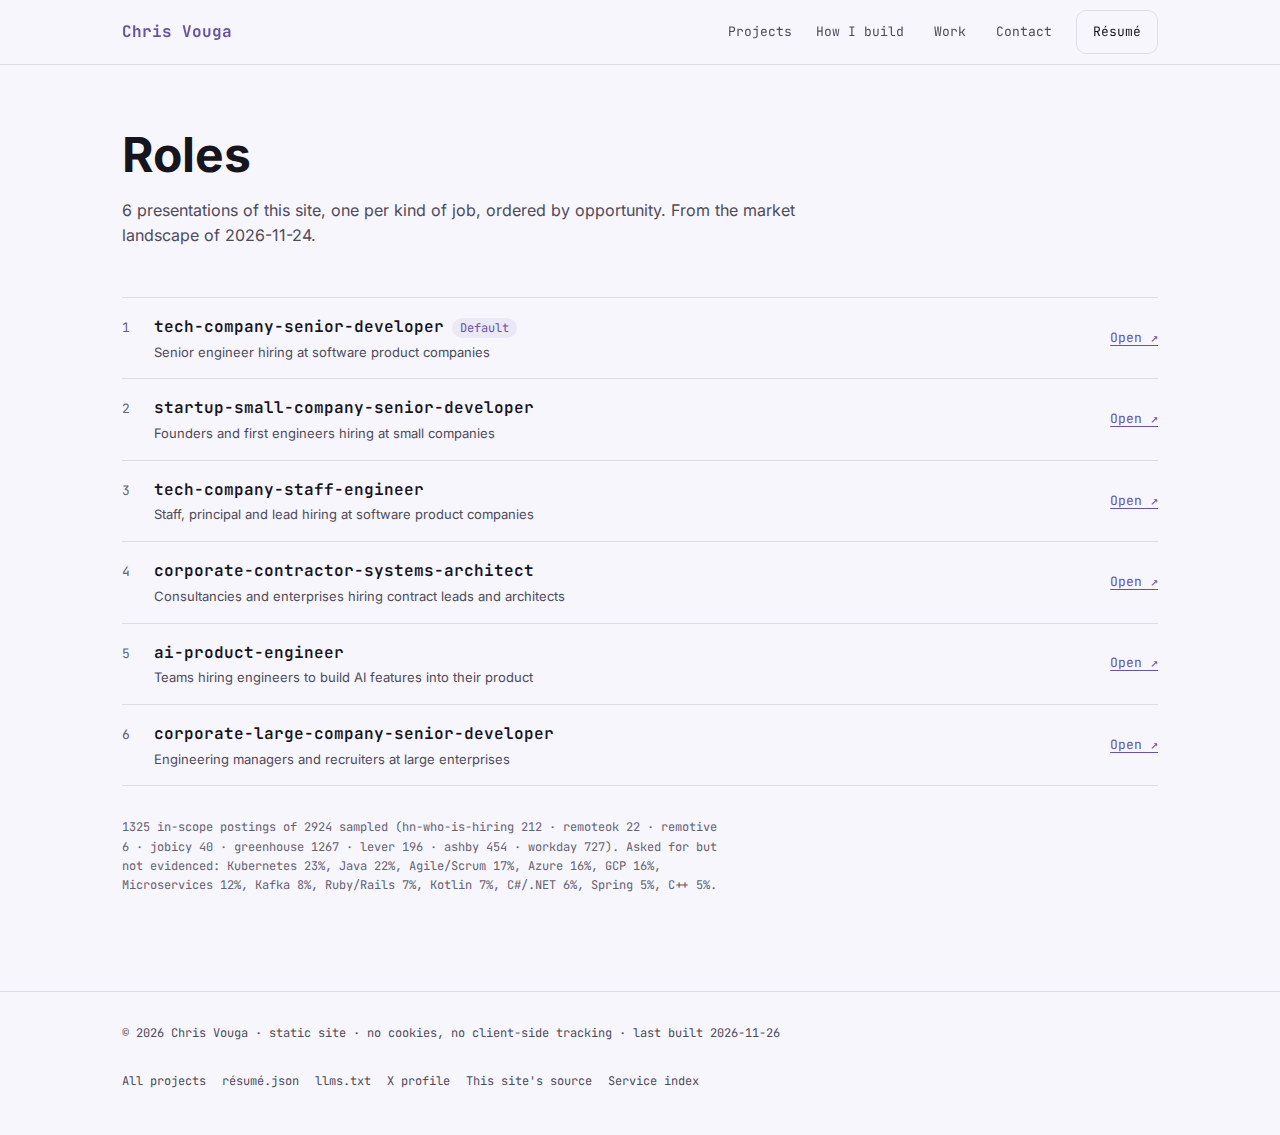 Chris Vouga
Projects How I build Work Contact Résumé
Roles
6 presentations of this site, one per kind of job, ordered by opportunity. From the market
landscape of 2026-11-24.
1 tech-company-senior-developer Default
Senior engineer hiring at software product companies
Open ↗
2 startup-small-company-senior-developer
Founders and first engineers hiring at small companies
Open ↗
3 tech-company-staff-engineer
Staff, principal and lead hiring at software product companies
Open ↗
4 corporate-contractor-systems-architect
Consultancies and enterprises hiring contract leads and architects
Open ↗
5 ai-product-engineer
Teams hiring engineers to build AI features into their product
Open ↗
6 corporate-large-company-senior-developer
Engineering managers and recruiters at large enterprises
Open ↗
1325 in-scope postings of 2924 sampled (hn-who-is-hiring 212 · remoteok 22 · remotive
6 · jobicy 40 · greenhouse 1267 · lever 196 · ashby 454 · workday 727). Asked for but
not evidenced: Kubernetes 23%, Java 22%, Agile/Scrum 17%, Azure 16%, GCP 16%,
Microservices 12%, Kafka 8%, Ruby/Rails 7%, Kotlin 7%, C#/.NET 6%, Spring 5%, C++ 5%.
© 2026 Chris Vouga · static site · no cookies, no client-side tracking · last built 2026-11-26
All projects résumé.json llms.txt X profile This site's source Service index